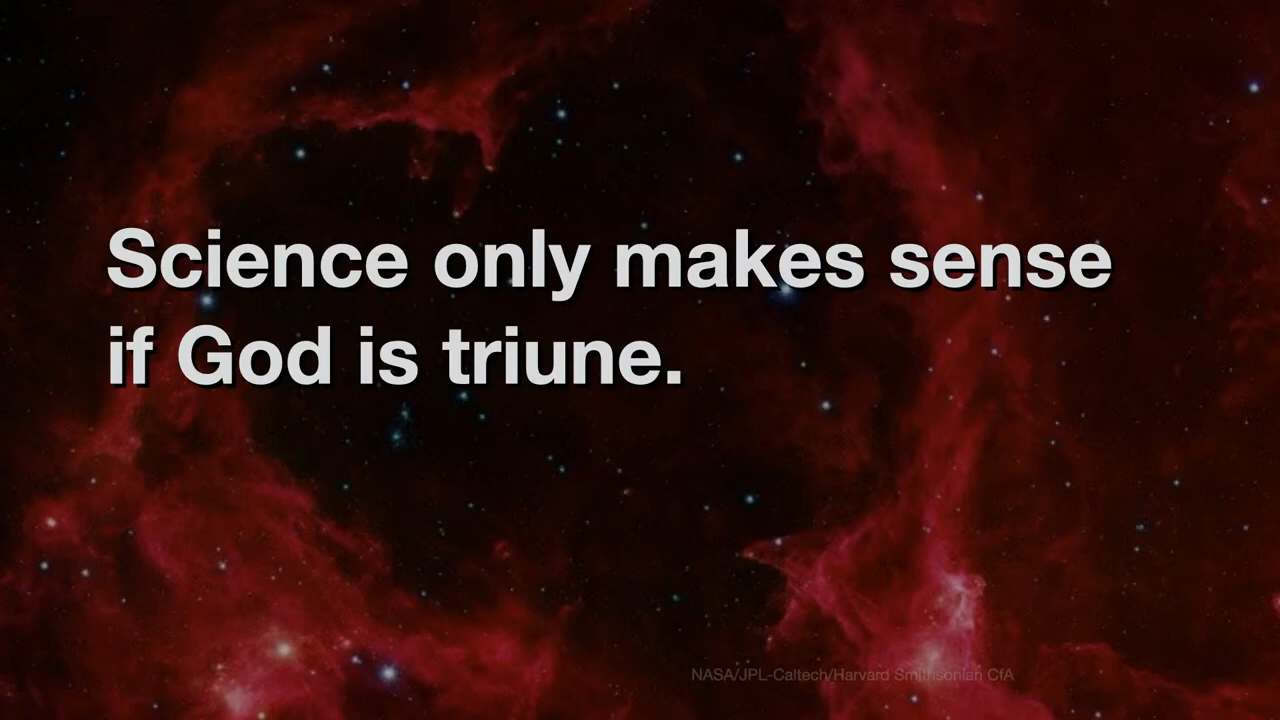 Science only makes sense
if God is triune.
NASA/JPL-Caltech/Harvard Smithsonian CfA